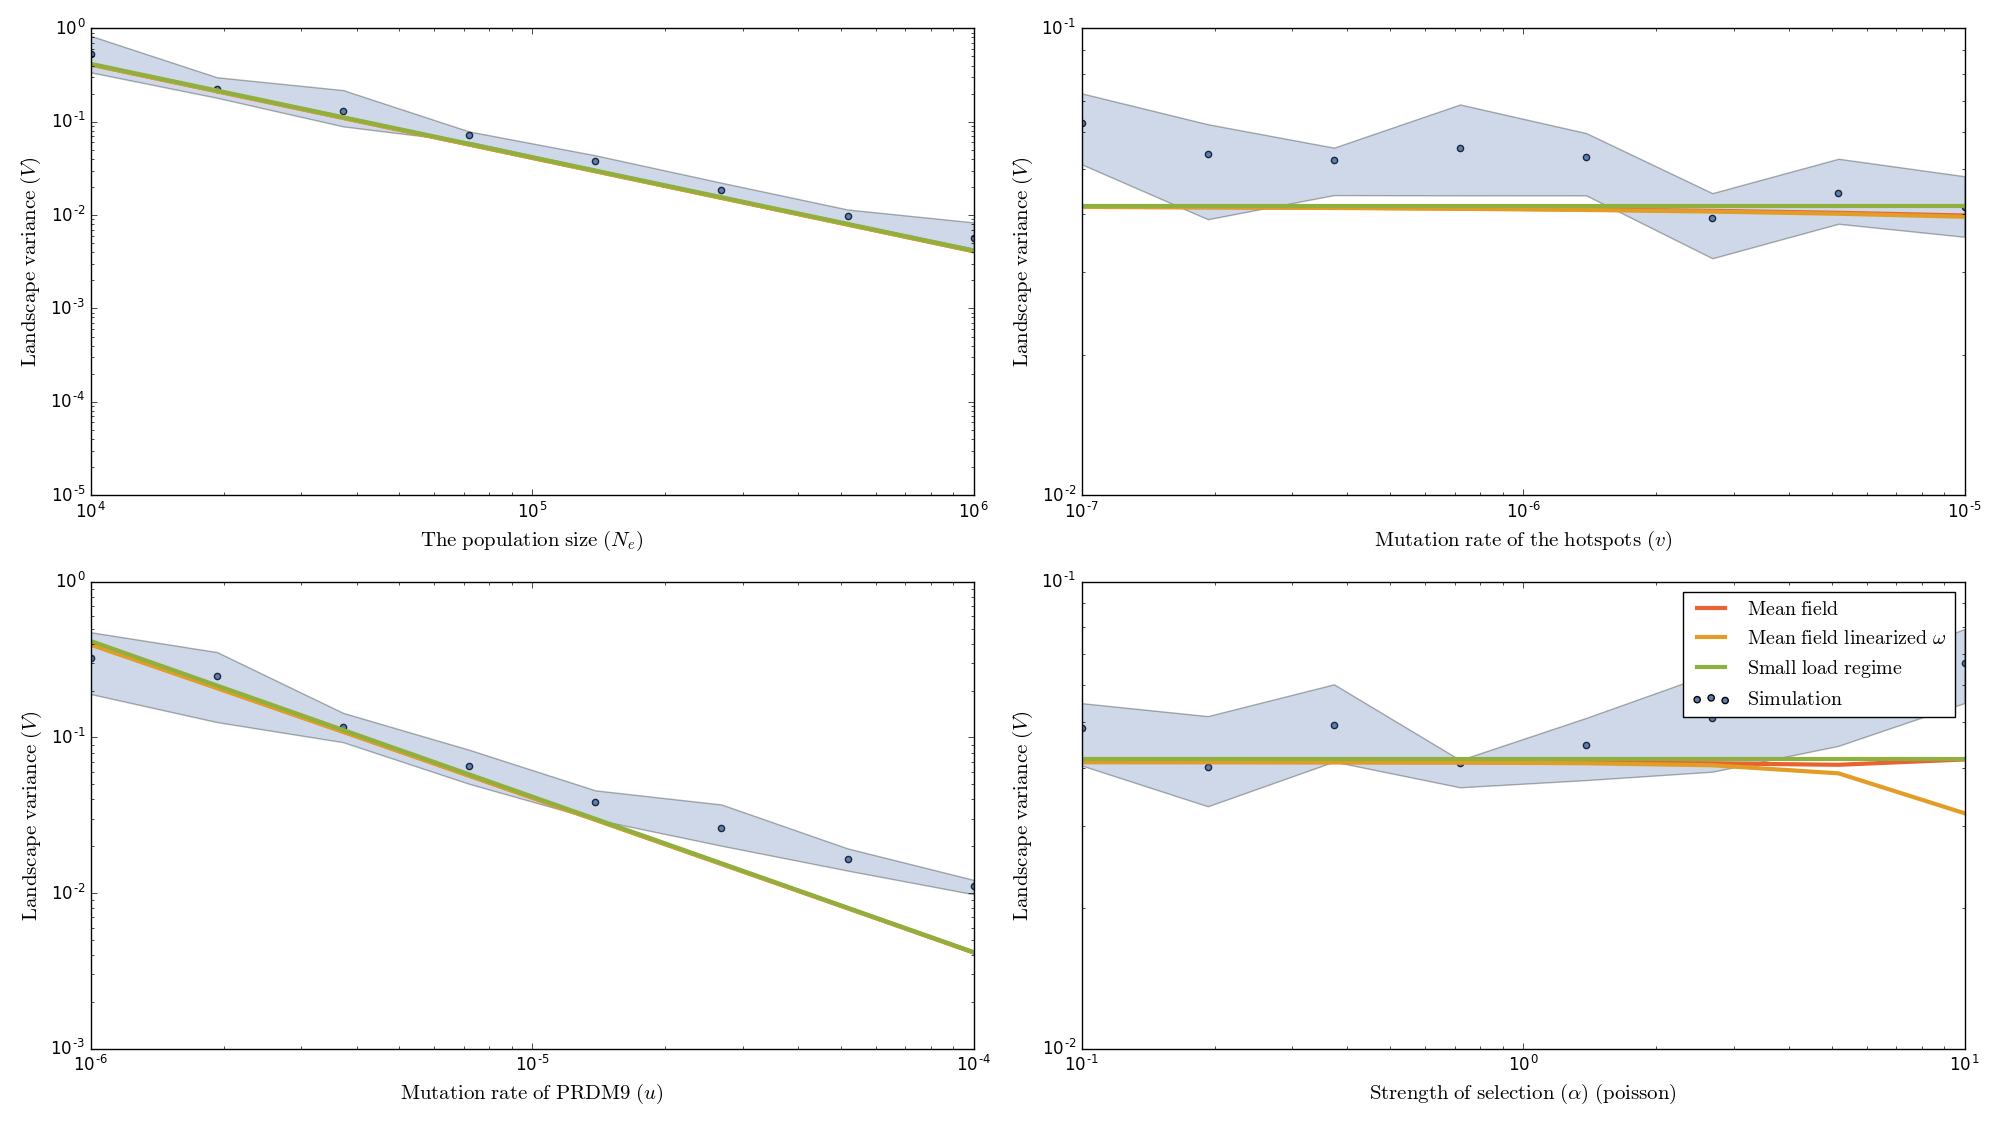 10^0
10^-1
10^-2
10^-3
10^-4
10^-5
Landscape variance (V)
10^4 10^5 10^6
The population size (N_e)
10^-1
10^-2
Landscape variance (V)
10^-7 10^-6 10^-5
Mutation rate of the hotspots (v)
10^0
10^-1
10^-2
10^-3
Landscape variance (V)
10^-6 10^-5 10^-4
Mutation rate of PRDM9 (u)
10^-1
10^-2
Landscape variance (V)
10^-1 10^0 10^1
Strength of selection (α) (poisson)
Mean field
Mean field linearized ω
Small load regime
Simulation